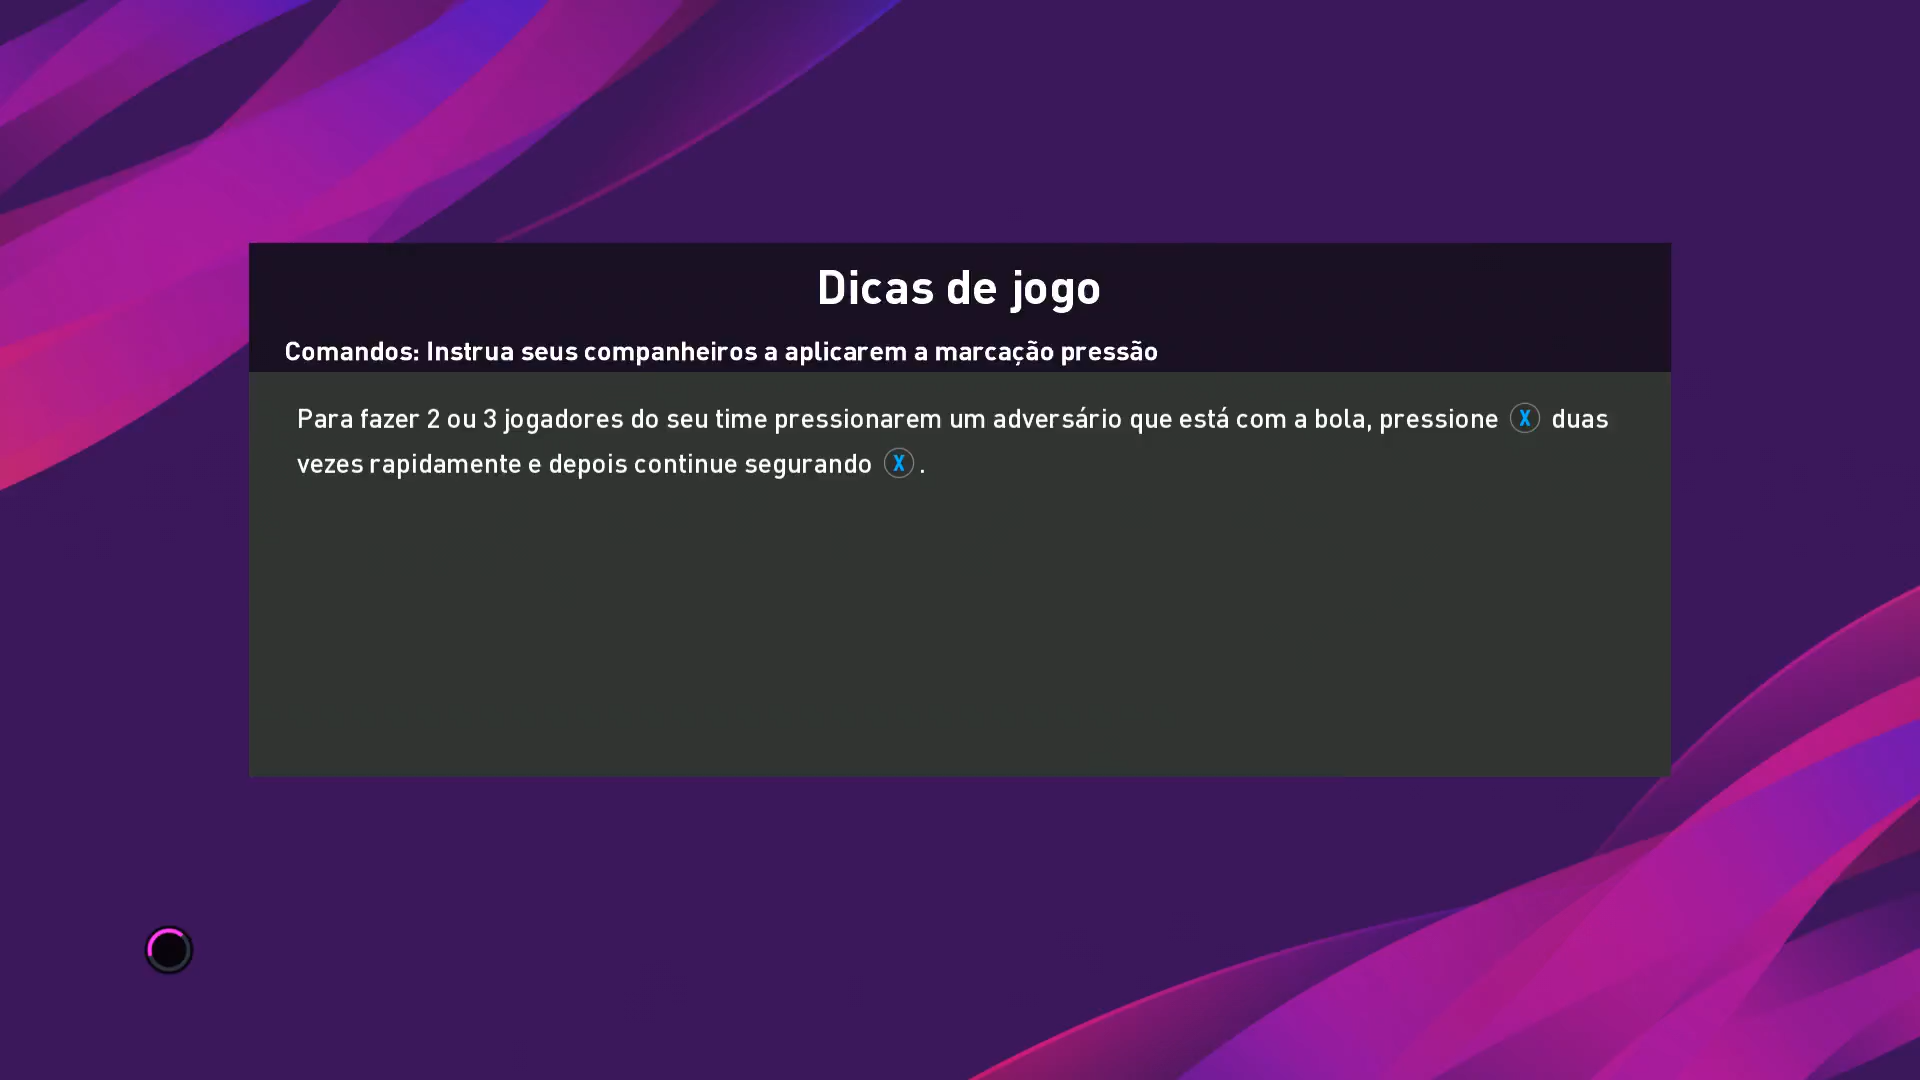 Dicas de jogo
Comandos: Instrua seus companheiros a aplicarem a marcação pressão
Para fazer 2 ou 3 jogadores do seu time pressionarem um adversário que está com a bola, pressione X duas
vezes rapidamente e depois continue segurando X .